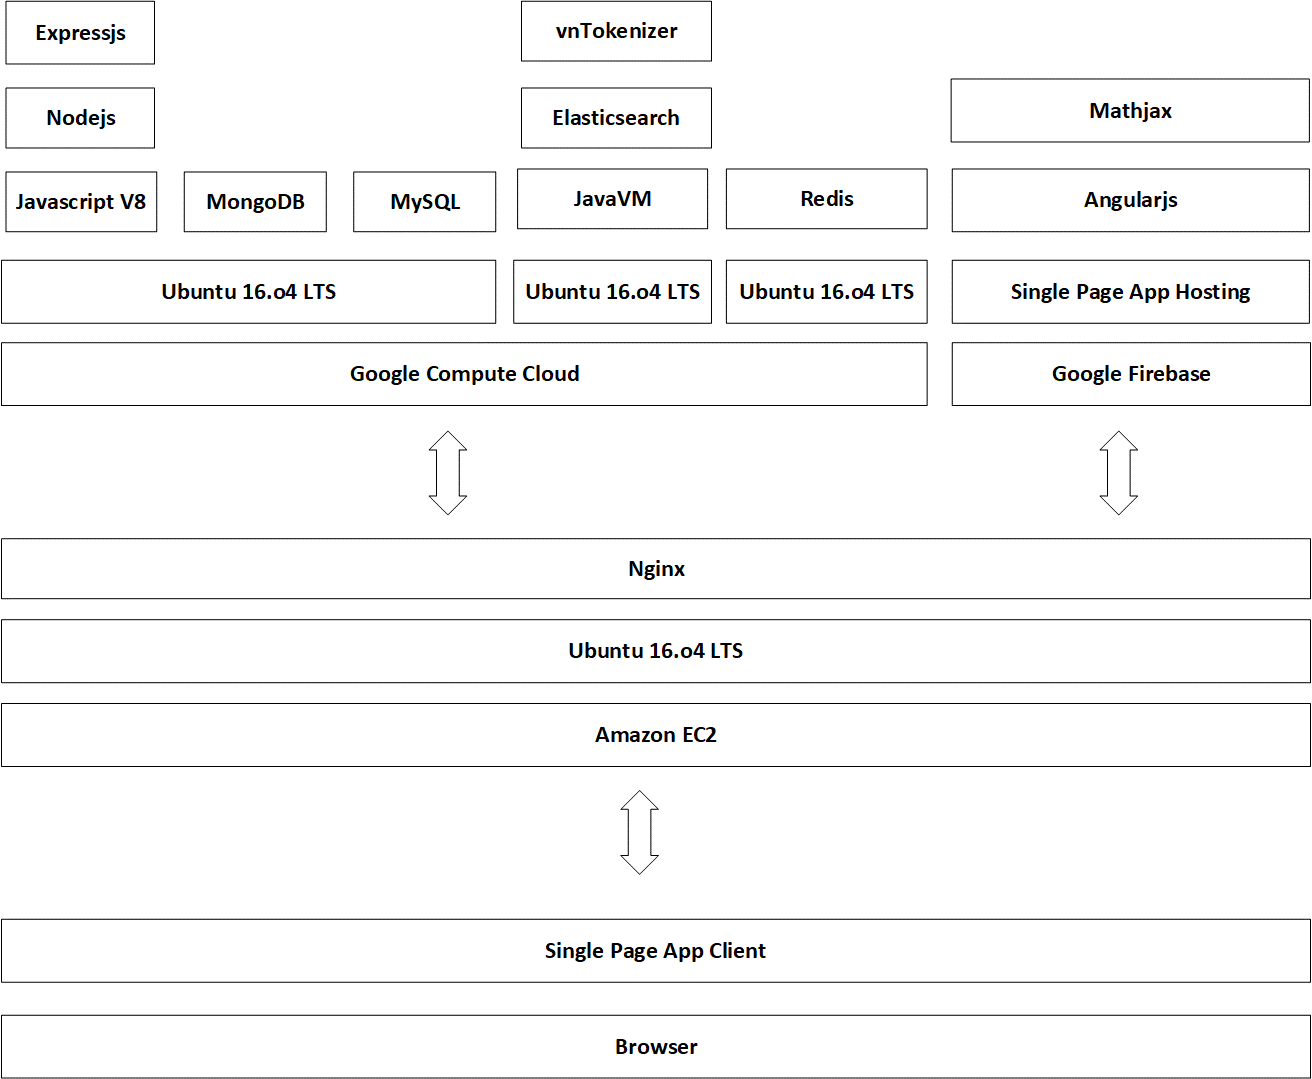 Expressjs
vnTokenizer
Nodejs
Elasticsearch
Mathjax
Javascript V8
MongoDB
MySQL
JavaVM
Redis
Angularjs
Ubuntu 16.o4 LTS
Ubuntu 16.o4 LTS
Ubuntu 16.o4 LTS
Single Page App Hosting
Google Compute Cloud
Google Firebase
Nginx
Ubuntu 16.o4 LTS
Amazon EC2
Single Page App Client
Browser